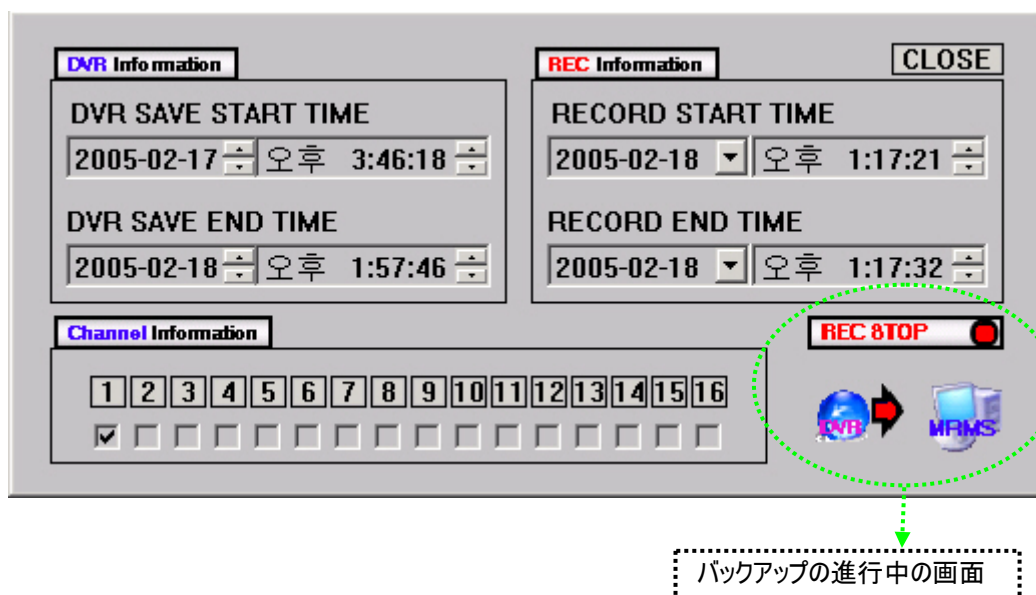 DVR Information
DVR SAVE START TIME
2005-02-17 오후 3:46:18
DVR SAVE END TIME
2005-02-18 오후 1:57:46
REC Information
CLOSE
RECORD START TIME
2005-02-18 오후 1:17:21
RECORD END TIME
2005-02-18 오후 1:17:32
Channel Information
1 2 3 4 5 6 7 8 9 10 11 12 13 14 15 16
REC STOP
DVR MRMS
バックアップの進行中の画面